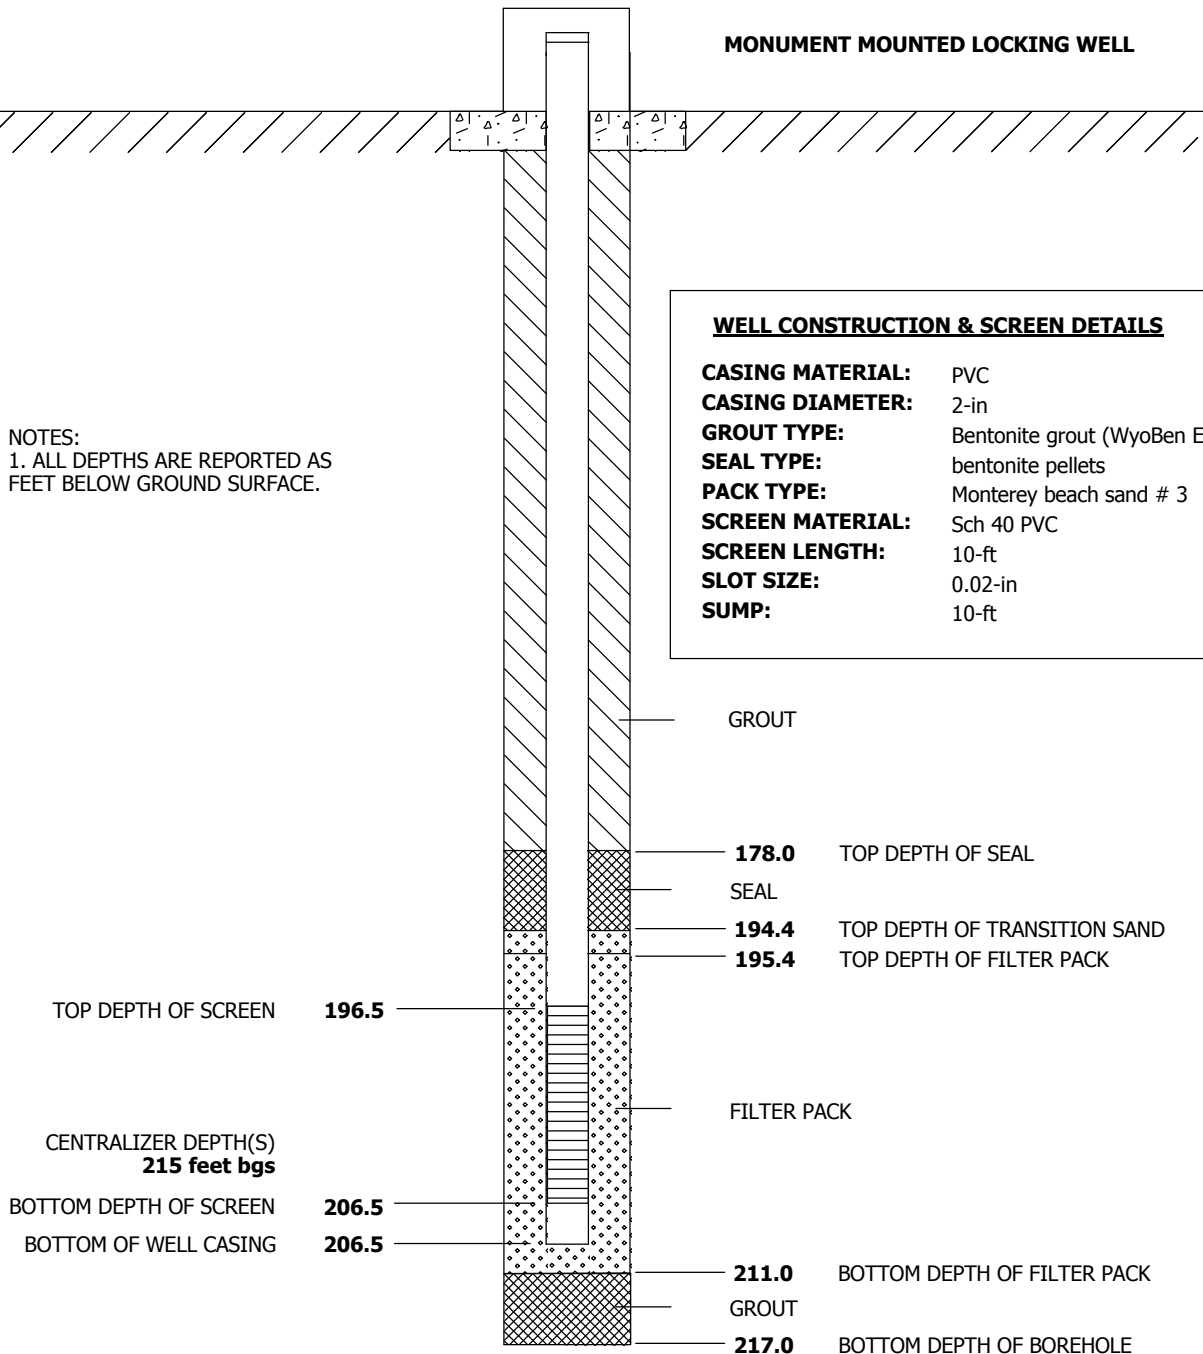 MONUMENT MOUNTED LOCKING WELL
WELL CONSTRUCTION & SCREEN DETAILS
CASING MATERIAL: PVC
CASING DIAMETER: 2-in
GROUT TYPE: Bentonite grout (WyoBen E
SEAL TYPE: bentonite pellets
PACK TYPE: Monterey beach sand # 3
SCREEN MATERIAL: Sch 40 PVC
SCREEN LENGTH: 10-ft
SLOT SIZE: 0.02-in
SUMP: 10-ft
NOTES:
1. ALL DEPTHS ARE REPORTED AS
FEET BELOW GROUND SURFACE.
GROUT
178.0 TOP DEPTH OF SEAL
SEAL
194.4 TOP DEPTH OF TRANSITION SAND
195.4 TOP DEPTH OF FILTER PACK
TOP DEPTH OF SCREEN 196.5
FILTER PACK
CENTRALIZER DEPTH(S)
215 feet bgs
BOTTOM DEPTH OF SCREEN 206.5
BOTTOM OF WELL CASING 206.5
211.0 BOTTOM DEPTH OF FILTER PACK
GROUT
217.0 BOTTOM DEPTH OF BOREHOLE